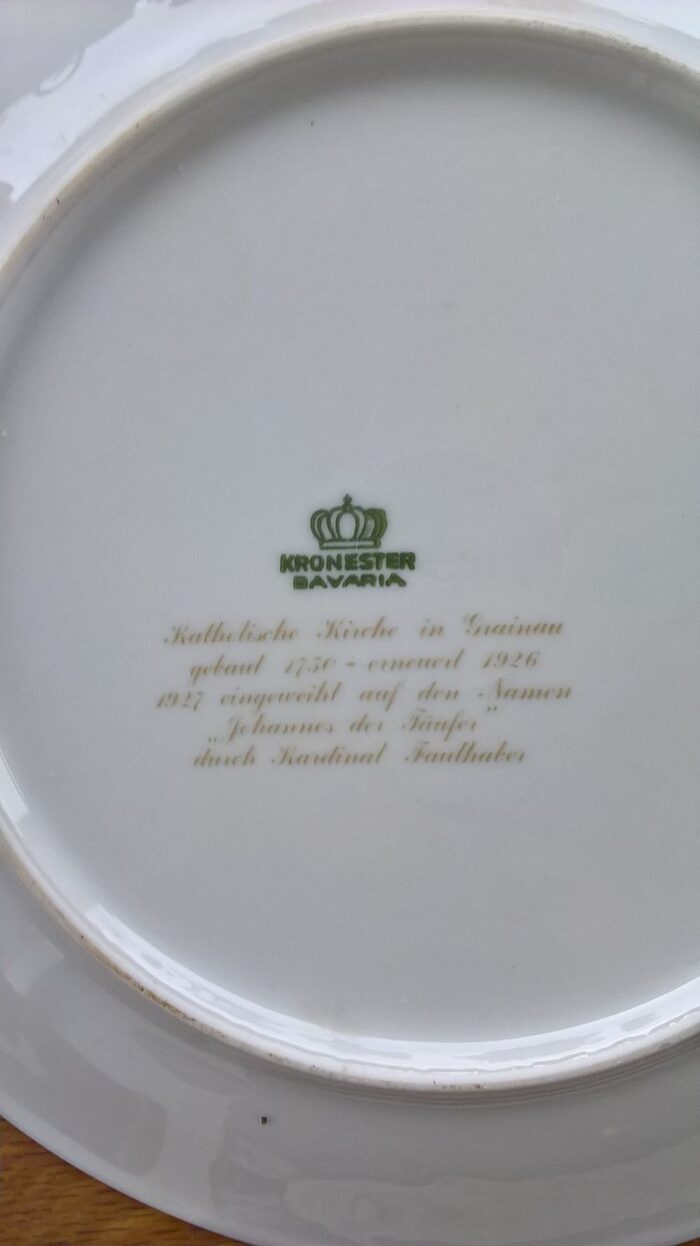 KRONESTER
BAVARIA
Katholische Kirche in Grainau
gebaut 1750 - erneuert 1926
1927 eingeweiht auf den Namen
„Johannes der Täufer"
durch Kardinal Faulhaber